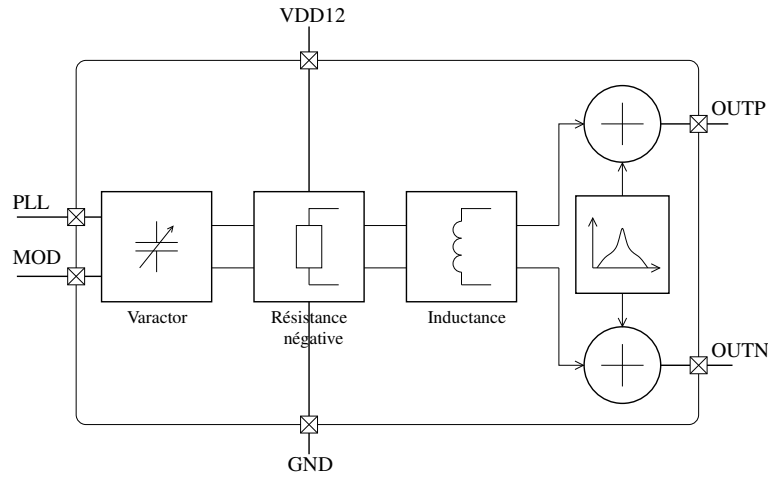 VDD12
OUTP
PLL
MOD
Varactor
Résistance
négative
Inductance
OUTN
GND